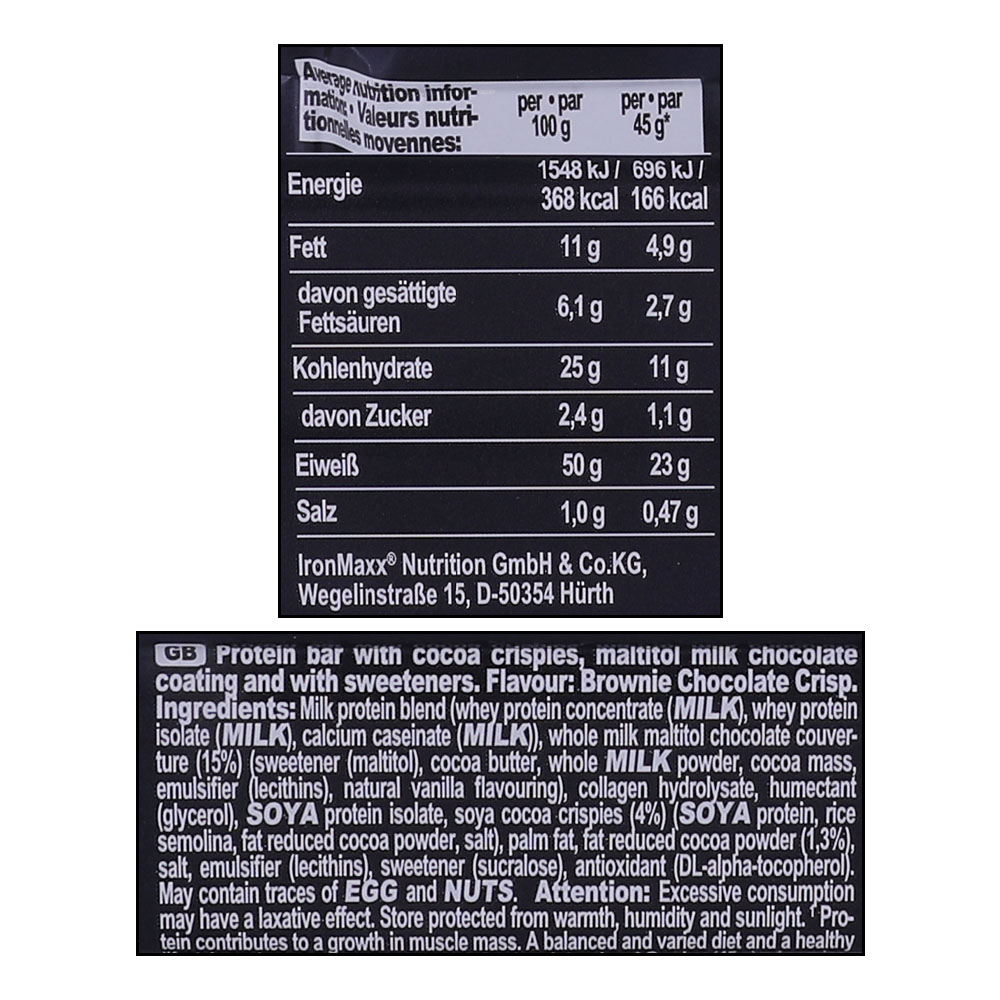 Average nutrition infor-
mation: • Valeurs nutri-
tionnelles moyennes:
per • par
100 g
per • par
45 g*
Energie 1548 kJ / 368 kcal 696 kJ / 166 kcal
Fett 11 g 4,9 g
davon gesättigte
Fettsäuren 6,1 g 2,7 g
Kohlenhydrate 25 g 11 g
davon Zucker 2,4 g 1,1 g
Eiweiß 50 g 23 g
Salz 1,0 g 0,47 g
IronMaxx® Nutrition GmbH & Co.KG,
Wegelinstraße 15, D-50354 Hürth
GB Protein bar with cocoa crispies, maltitol milk chocolate
coating and with sweeteners. Flavour: Brownie Chocolate Crisp.
Ingredients: Milk protein blend (whey protein concentrate (MILK), whey protein
isolate (MILK), calcium caseinate (MILK)), whole milk maltitol chocolate couver-
ture (15%) (sweetener (maltitol), cocoa butter, whole MILK powder, cocoa mass,
emulsifier (lecithins), natural vanilla flavouring), collagen hydrolysate, humectant
(glycerol), SOYA protein isolate, soya cocoa crispies (4%) (SOYA protein, rice
semolina, fat reduced cocoa powder, salt), palm fat, fat reduced cocoa powder (1,3%),
salt, emulsifier (lecithins), sweetener (sucralose), antioxidant (DL-alpha-tocopherol).
May contain traces of EGG and NUTS. Attention: Excessive consumption
may have a laxative effect. Store protected from warmth, humidity and sunlight. ¹ Pro-
tein contributes to a growth in muscle mass. A balanced and varied diet and a healthy